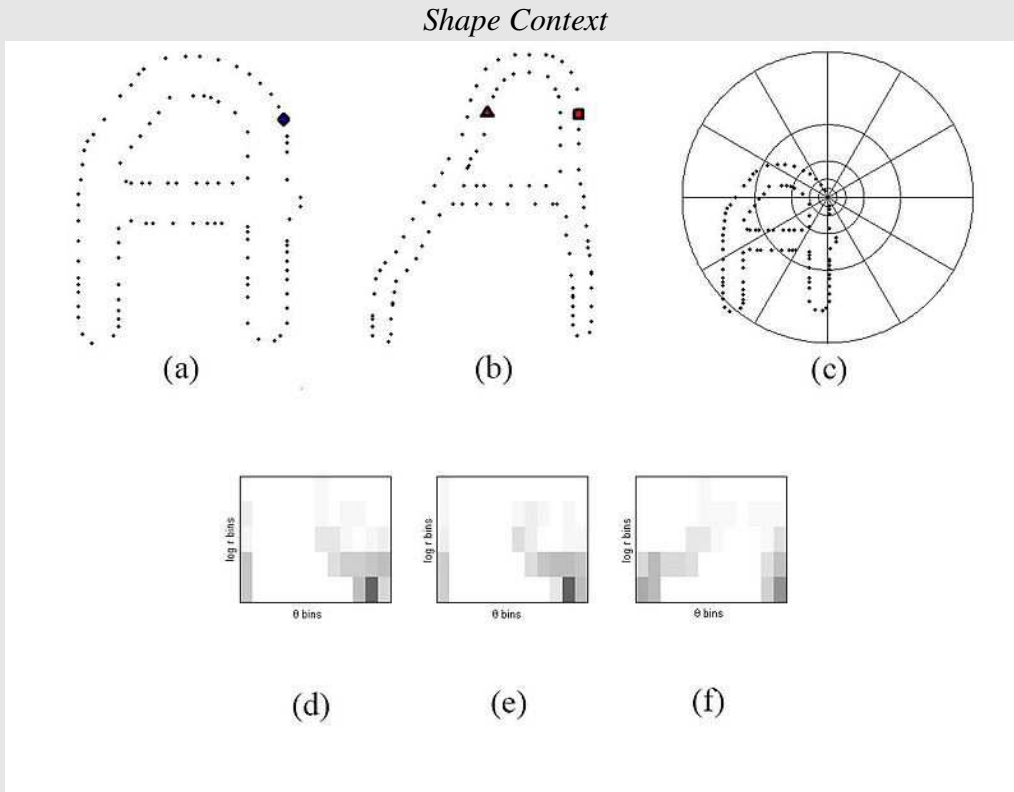 Shape Context
(a) (b) (c)
log r bins log r bins log r bins
θ bins θ bins θ bins
(d) (e) (f)